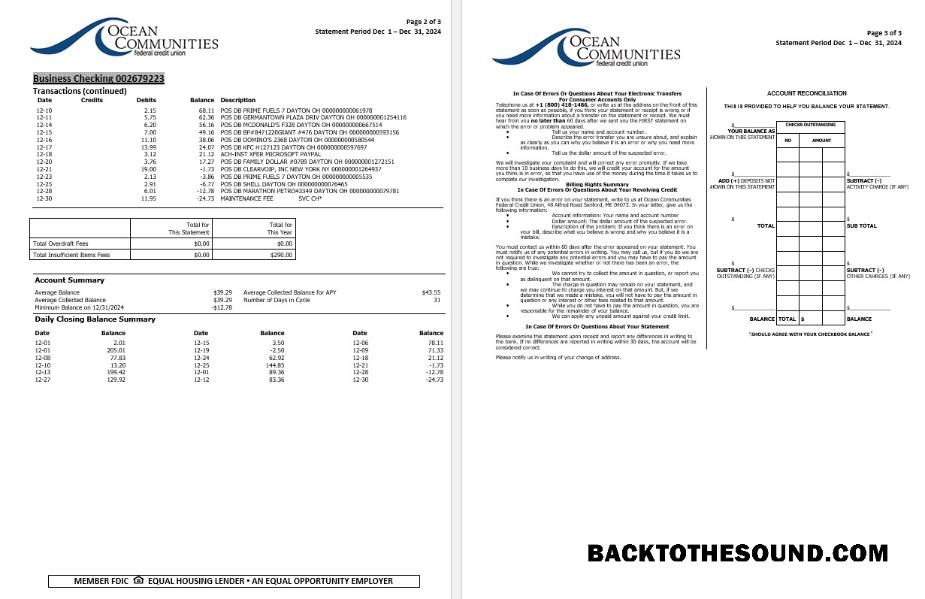 OCEAN
COMMUNITIES
federal credit union
Page 2 of 3
Statement Period Dec 1 – Dec 31, 2024
Business Checking 002679223
Transactions (continued)
Date Credits Debits Balance Description
12-10 2.15 68.11 POS DB PRIME FUELS 7 DAYTON OH 000000000061978
12-11 5.75 62.36 POS DB GERMANTOWN PLAZA DRIV DAYTON OH 00000000001254116
12-14 6.20 56.16 POS DB MCDONALD'S F328 DAYTON OH 0000000000667514
12-15 7.00 49.16 POS DB BP#8471220GIANT #476 DAYTON OH 00000000000593156
12-16 11.10 38.06 POS DB DOMINO'S 2368 DAYTON OH 00000000000580544
12-17 13.99 24.07 POS DB KFC H127123 DAYTON OH 00000000000597697
12-18 3.12 21.12 ACH-INST XFER MICROSOFT PAYPAL
12-20 3.76 17.27 POS DB FAMILY DOLLAR #0789 DAYTON OH 0000000001272151
12-21 19.00 -1.73 POS DB CLEARVOIP, INC NEW YORK NY 00000000001264937
12-23 2.13 -3.86 POS DB PRIME FUELS 7 DAYTON OH 000000000005535
12-25 2.91 -6.77 POS DB SHELL DAYTON OH 0000000000076465
12-28 6.01 -12.78 POS DB MARATHON PETRO43349 DAYTON OH 000000000079781
12-30 11.95 -24.73 MAINTENANCE FEE SVC CH*
Total for This Statement Total for This Year
Total Overdraft Fees $0.00 $0.00
Total Insufficient Items Fees $0.00 $290.00
Account Summary
Average Balance $39.29 Average Collected Balance for APY $43.55
Average Collected Balance $39.29 Number of Days in Cycle 31
Minimum Balance on 12/31/2024 -$12.78
Daily Closing Balance Summary
Date Balance Date Balance Date Balance
12-01 2.01 12-15 3.50 12-06 78.11
12-01 205.01 12-19 -2.50 12-09 71.33
12-08 77.83 12-24 62.92 12-18 21.12
12-10 13.20 12-25 144.85 12-21 -1.73
12-13 199.42 12-01 89.36 12-28 -12.78
12-27 129.92 12-12 83.36 12-30 -24.73
MEMBER FDIC EQUAL HOUSING LENDER • AN EQUAL OPPORTUNITY EMPLOYER
OCEAN
COMMUNITIES
federal credit union
Page 3 of 3
Statement Period Dec 1 – Dec 31, 2024
In Case Of Errors Or Questions About Your Electronic Transfers
For Consumer Accounts Only
Telephone us at +1 (800) 418-1486, or write us at the address on the front of this
statement as soon as possible, if you think your statement or receipt is wrong or if
you need more information about a transfer on the statement or receipt. We must
hear from you no later than 60 days after we sent you the FIRST statement on
which the error or problem appeared.
• Tell us your name and account number.
• Describe the error transfer you are unsure about, and explain
as clearly as you can why you believe it is an error or why you need more
information.
• Tell us the dollar amount of the suspected error.
We will investigate your complaint and will correct any error promptly. If we take
more than 10 business days to do this, we will credit your account for the amount
you think is in error, so that you have use of the money during the time it takes us to
complete our investigation.
Billing Rights Summary
In Case Of Errors Or Questions About Your Revolving Credit
If you think there is an error on your statement, write to us at Ocean Communities
Federal Credit Union, 48 Alfred Road Sanford, ME 04073. In your letter, give us the
following information:
• Account information: Your name and account number
• Dollar amount: The dollar amount of the suspected error.
• Description of the problem: If you think there is an error on
your bill, describe what you believe is wrong and why you believe it is a
mistake.
You must contact us within 60 days after the error appeared on your statement. You
must notify us of any potential errors in writing. You may call us, but if you do we are
not required to investigate any potential errors and you may have to pay the amount
in question. While we investigate whether or not there has been an error, the
following are true:
• We cannot try to collect the amount in question, or report you
as delinquent on that amount.
• The charge in question may remain on your statement, and
we may continue to charge you interest on that amount. But, if we
determine that we made a mistake, you will not have to pay the amount in
question or any interest or other fees related to that amount.
• While you do not have to pay the amount in question, you are
responsible for the remainder of your balance.
• We can apply any unpaid amount against your credit limit.
In Case Of Errors Or Questions About Your Statement
Please examine this statement upon receipt and report any differences in writing to
the bank. If no differences are reported in writing within 30 days, the account will be
considered correct.
Please notify us in writing of your change of address.
ACCOUNT RECONCILIATION
THIS IS PROVIDED TO HELP YOU BALANCE YOUR STATEMENT.
CHECKS OUTSTANDING
NO AMOUNT
$
YOUR BALANCE AS
HOWN ON THIS STATEMENT
$ $
ADD (+) DEPOSITS NOT SUBTRACT (-)
HOWN ON THIS STATEMENT ACTIVITY CHARGE (IF ANY)
$ $
TOTAL SUB TOTAL
$ $
SUBTRACT (-) CHECKS SUBTRACT (-)
OUTSTANDING (IF ANY) OTHER CHARGES (IF ANY)
$ $
BALANCE TOTAL $ BALANCE
"SHOULD AGREE WITH YOUR CHECKBOOK BALANCE"
BACKTOTHESOUND.COM